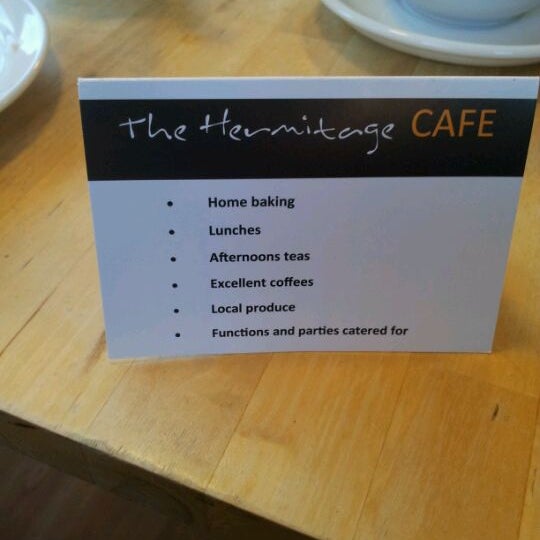 The Hermitage CAFE
• Home baking
• Lunches
• Afternoons teas
• Excellent coffees
• Local produce
• Functions and parties catered for